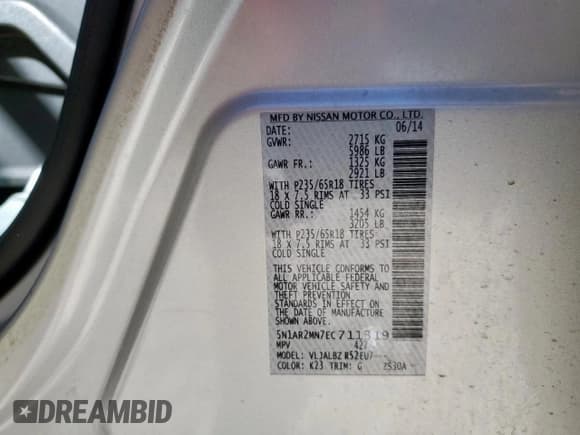 MFD BY NISSAN MOTOR CO., LTD.
DATE: 06/14
GVWR: 2715 KG
5986 LB
GAWR FR.: 1325 KG
2921 LB
WITH P235/65R18 TIRES
18 X 7.5 RIMS AT 33 PSI
COLD SINGLE
GAWR RR.: 1454 KG
3205 LB
WITH P235/65R18 TIRES
18 X 7.5 RIMS AT 33 PSI
COLD SINGLE
THIS VEHICLE CONFORMS TO
ALL APPLICABLE FEDERAL
MOTOR VEHICLE SAFETY AND
THEFT PREVENTION
STANDARDS IN EFFECT ON
THE DATE OF MANUFACTURE
SHOWN ABOVE.
MPV
COLOR: K23 TRIM: G
DREAMBID
dreambid.com